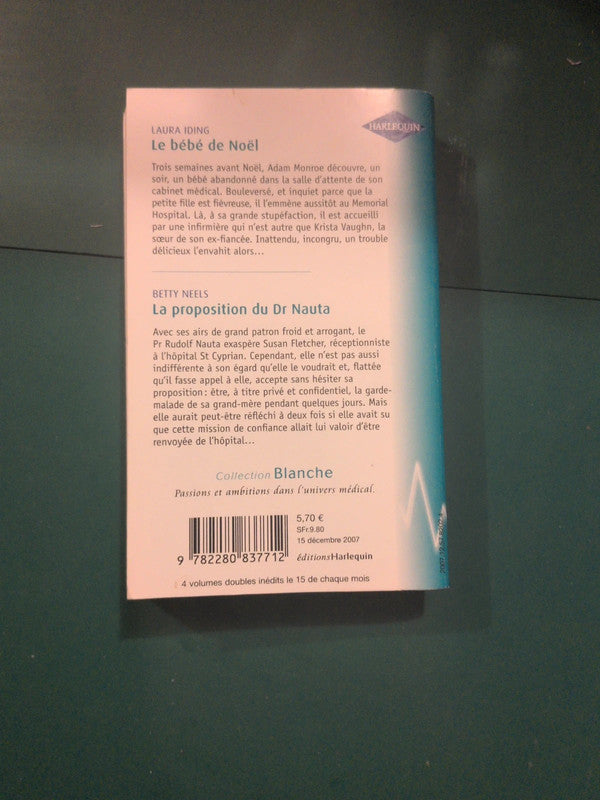 LAURA IDING
HARLEQUIN
Le bébé de Noël
Trois semaines avant Noël, Adam Monroe découvre, un
soir, un bébé abandonné dans la salle d'attente de son
cabinet médical. Bouleversé, et inquiet parce que la
petite fille est fiévreuse, il l'emmène aussitôt au Memorial
Hospital. Là, à sa grande stupéfaction, il est accueilli
par une infirmière qui n'est autre que Krista Vaughn, la
sœur de son ex-fiancée. Inattendu, incongru, un trouble
délicieux l'envahit alors...
BETTY NEELS
La proposition du Dr Nauta
Avec ses airs de grand patron froid et arrogant, le
Pr Rudolf Nauta exaspère Susan Fletcher, réceptionniste
à l'hôpital St Cyprian. Cependant, elle n'est pas aussi
indifférente à son égard qu'elle le voudrait et, flattée
qu'il fasse appel à elle, accepte sans hésiter sa
proposition : être, à titre privé et confidentiel, la garde-
malade de sa grand-mère pendant quelques jours. Mais
elle aurait peut-être réfléchi à deux fois si elle avait su
que cette mission de confiance allait lui valoir d'être
renvoyée de l'hôpital...
Collection Blanche
Passions et ambitions dans l'univers médical.
5,70 €
SFr.9.80
15 décembre 2007
9 782280 837712
éditionsHarlequin
4 volumes doubles inédits le 15 de chaque mois